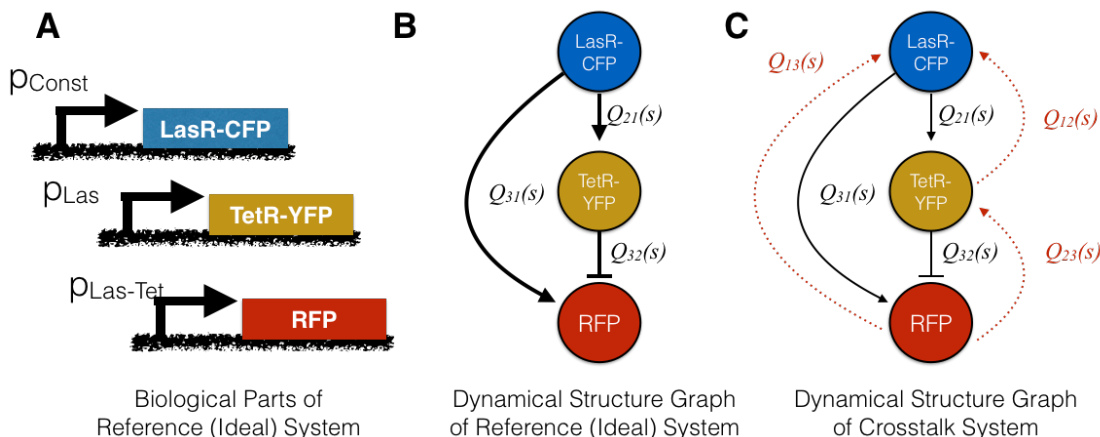 A
pConst
LasR-CFP
pLas
TetR-YFP
pLas-Tet
RFP
Biological Parts of
Reference (Ideal) System
B
LasR-
CFP
Q21(s)
TetR-
YFP
Q31(s)
Q32(s)
RFP
Dynamical Structure Graph
of Reference (Ideal) System
C
LasR-
CFP
Q13(s)
Q21(s)
Q12(s)
TetR-
YFP
Q31(s)
Q32(s)
Q23(s)
RFP
Dynamical Structure Graph
of Crosstalk System